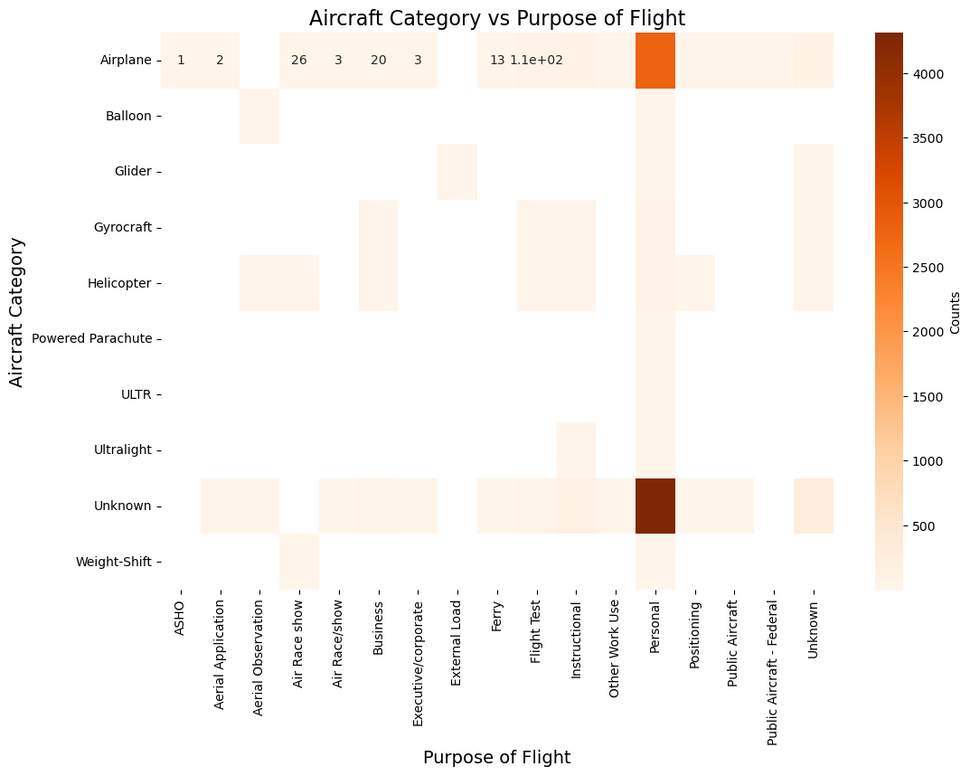 Aircraft Category vs Purpose of Flight
Airplane
1 2 26 3 20 3 13 1.1e+02
Balloon
Glider
Gyrocraft
Helicopter
Powered Parachute
ULTR
Ultralight
Unknown
Weight-Shift
Aircraft Category
ASHO
Aerial Application
Aerial Observation
Air Race show
Air Race/show
Business
Executive/corporate
External Load
Ferry
Flight Test
Instructional
Other Work Use
Personal
Positioning
Public Aircraft
Public Aircraft - Federal
Unknown
Purpose of Flight
4000
3500
3000
2500
2000
1500
1000
500
Counts